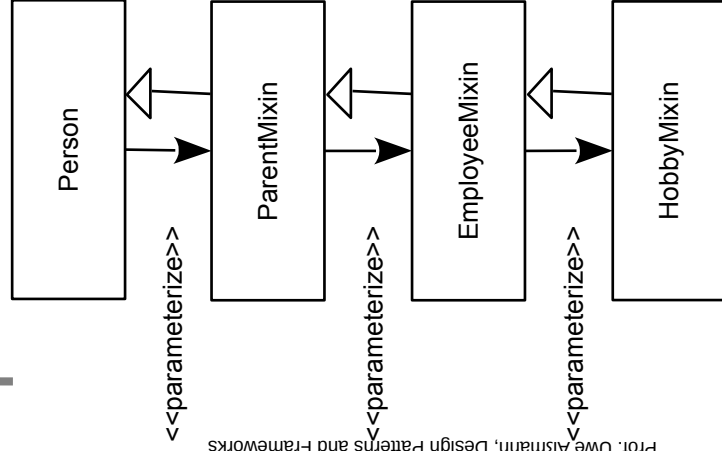 Person
<<parameterize>>
ParentMixin
<<parameterize>>
EmployeeMixin
<<parameterize>>
HobbyMixin
Prof. Uwe Aßmann, Design Patterns and Frameworks